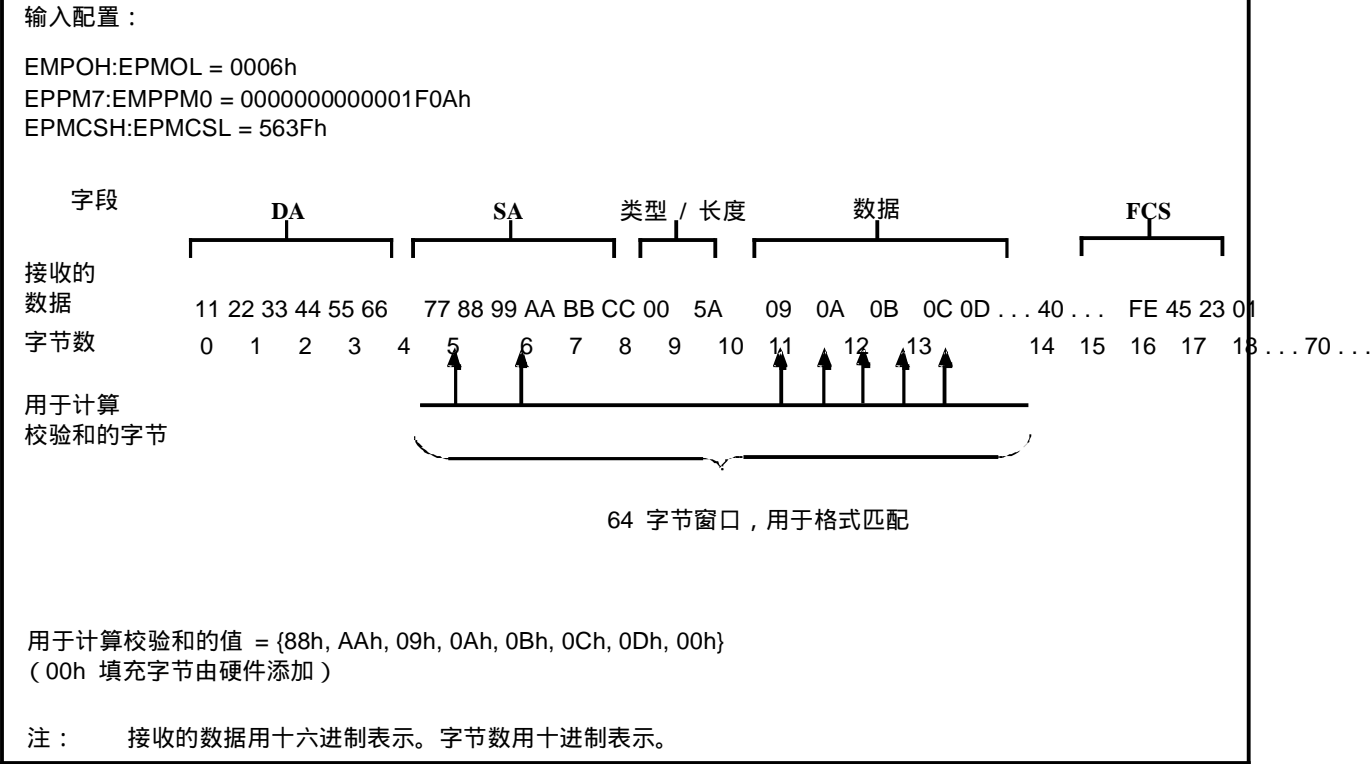 输入配置：
EMPOH:EPMOL = 0006h
EPPM7:EMPPM0 = 0000000000001F0Ah
EPMCSH:EPMCSL = 563Fh
字段 DA SA 类型 / 长度 数据 FCS
接收的
数据 11 22 33 44 55 66 77 88 99 AA BB CC 00 5A 09 0A 0B 0C 0D . . . 40 . . . FE 45 23 01
字节数 0 1 2 3 4 5 6 7 8 9 10 11 12 13 14 15 16 17 18 . . . 70 . . .
用于计算
校验和的字节
64 字节窗口，用于格式匹配
用于计算校验和的值 = {88h, AAh, 09h, 0Ah, 0Bh, 0Ch, 0Dh, 00h}
（00h 填充字节由硬件添加）
注： 接收的数据用十六进制表示。字节数用十进制表示。